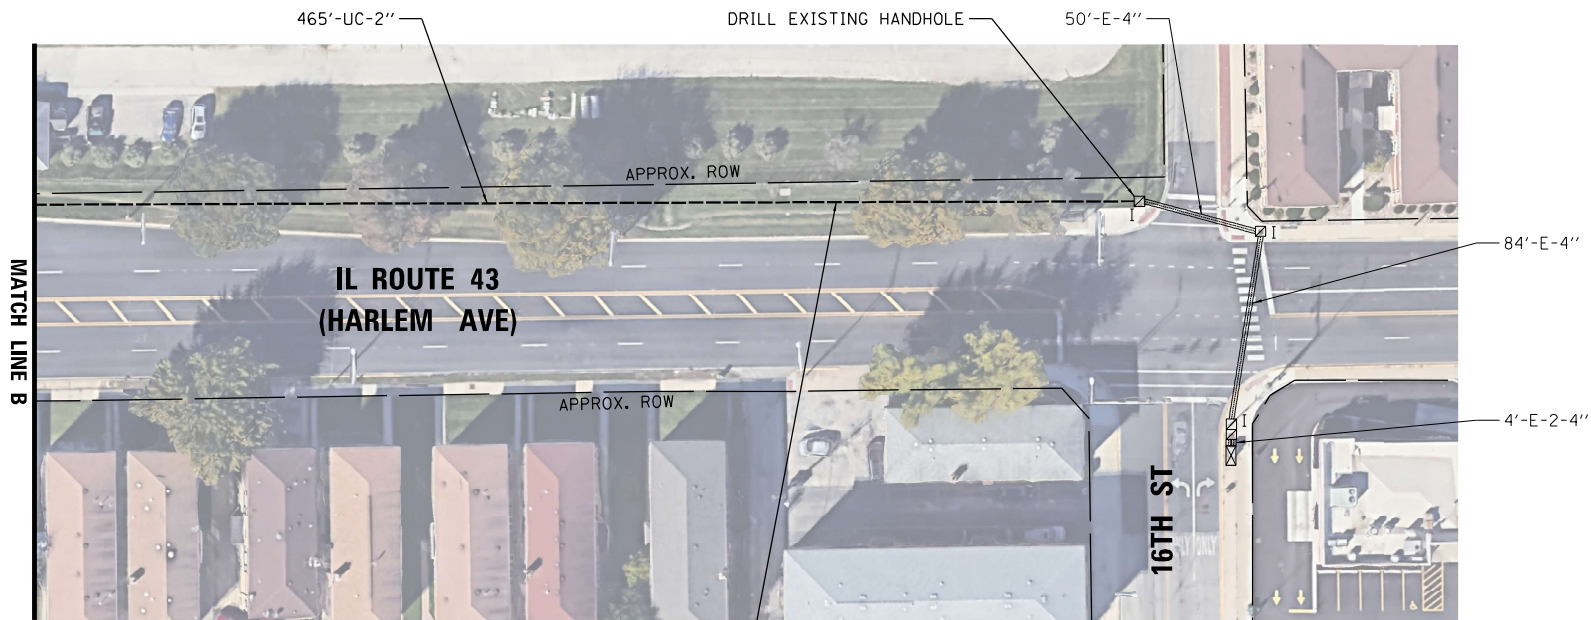 465'-UC-2"
DRILL EXISTING HANDHOLE
50'-E-4"
APPROX. ROW
I
I
84'-E-4"
IL ROUTE 43
(HARLEM AVE)
MATCH LINE B
APPROX. ROW
I
4'-E-2-4"
16TH ST
ONLY